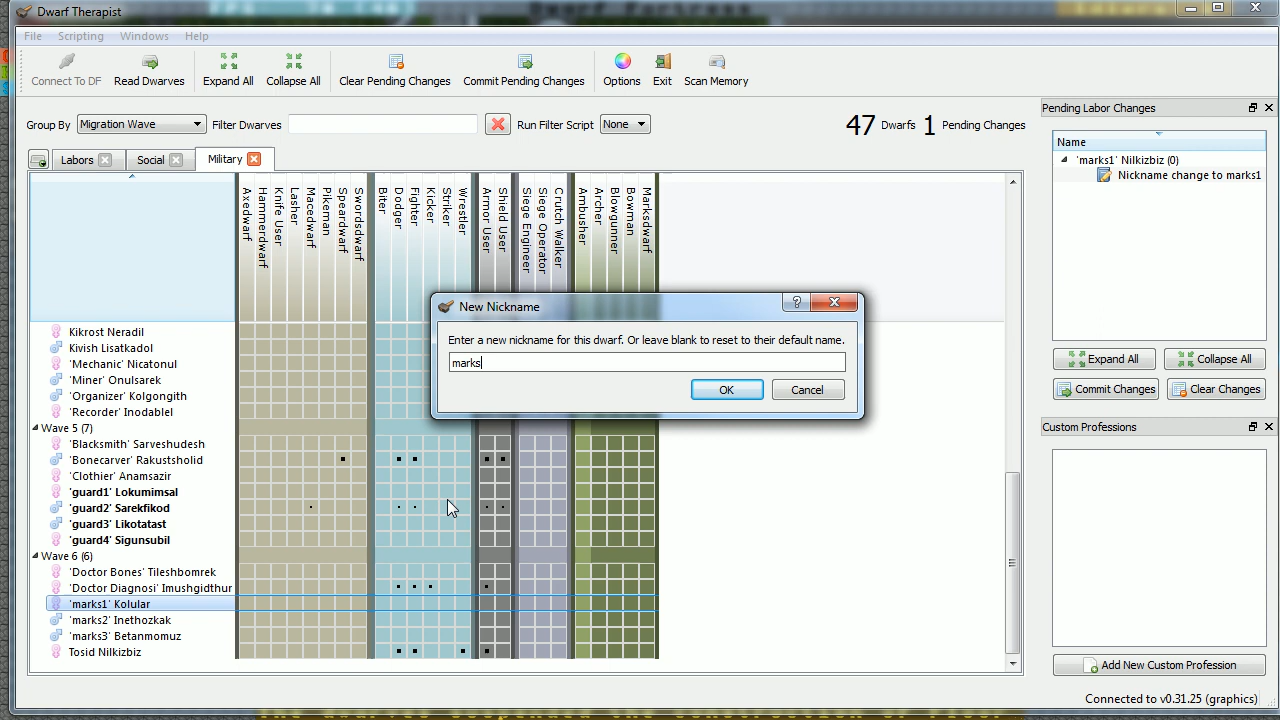 Dwarf Therapist
File Scripting Windows Help
Connect To DF Read Dwarves Expand All Collapse All Clear Pending Changes Commit Pending Changes Options Exit Scan Memory
Group By Migration Wave Filter Dwarves Run Filter Script None 47 Dwarfs 1 Pending Changes
Labors Social Military
Axedwarf
Hammerdwarf
Knife User
Lasher
Macedwarf
Pikeman
Speardwarf
Swordsdwarf
Biter
Dodger
Fighter
Kicker
Striker
Wrestler
Armor User
Shield User
Siege Engineer
Siege Operator
Crutch Walker
Ambusher
Archer
Blowgunner
Bowman
Marksdwarf
Kikrost Neradil
Kivish Lisatkadol
'Mechanic' Nicatonul
'Miner' Onulsarek
'Organizer' Kolgongith
'Recorder' Inodablel
Wave 5 (7)
'Blacksmith' Sarveshudesh
'Bonecarver' Rakustsholid
'Clothier' Anamsazir
'guard1' Lokumimsal
'guard2' Sarekfikod
'guard3' Likotatast
'guard4' Sigunsubil
Wave 6 (6)
'Doctor Bones' Tileshbomrek
'Doctor Diagnosi' Imushgidthur
'marks1' Kolular
'marks2' Inethozkak
'marks3' Betanmomuz
Tosid Nilkizbiz
New Nickname
Enter a new nickname for this dwarf. Or leave blank to reset to their default name.
marks
OK Cancel
Pending Labor Changes
Name
'marks1' Nilkizbiz (0)
Nickname change to marks1
Expand All Collapse All
Commit Changes Clear Changes
Custom Professions
Add New Custom Profession
Connected to v0.31.25 (graphics)